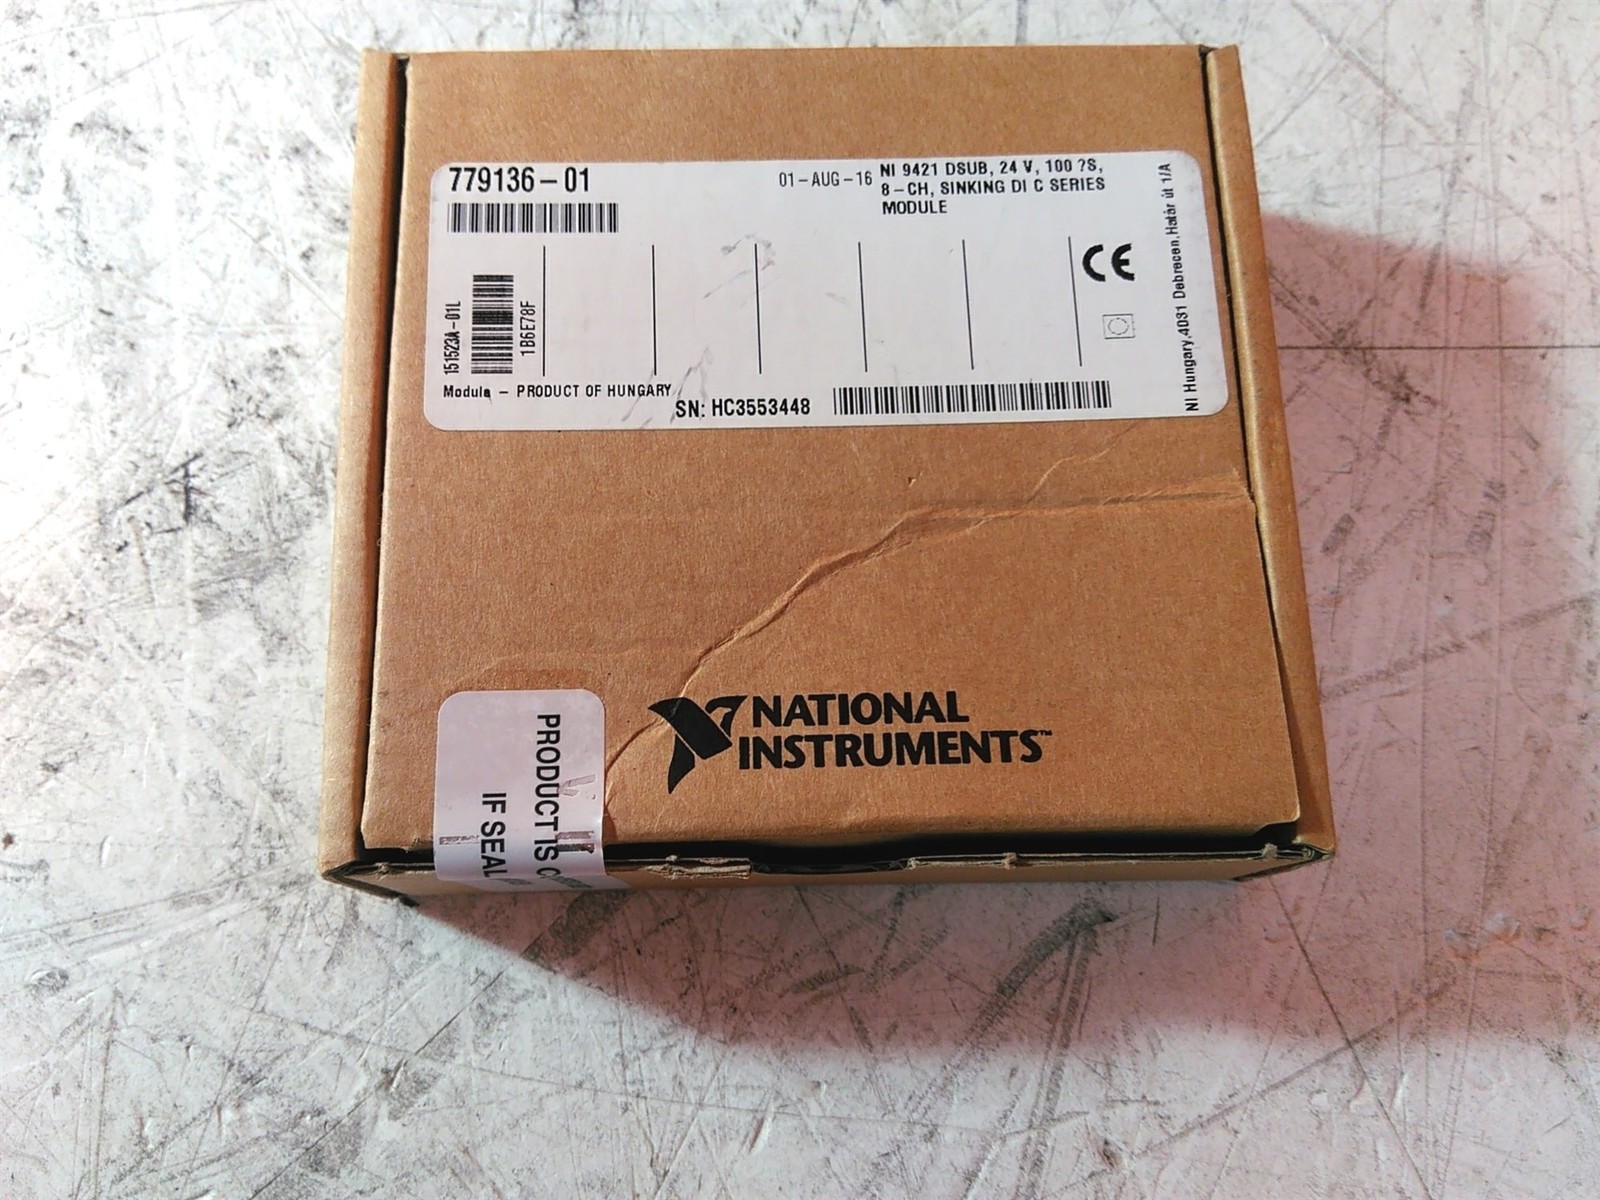 779136-01
01-AUG-16
NI 9421 DSUB, 24 V, 100 ?S,
8-CH, SINKING DI C SERIES
MODULE
151523A-01L
1B6E78F
CE
NI Hungary,4031 Debrecen,Határ út 1/A
Module - PRODUCT OF HUNGARY
SN: HC3553448
NATIONAL
INSTRUMENTS™
PRODUCT IS
IF SEAL